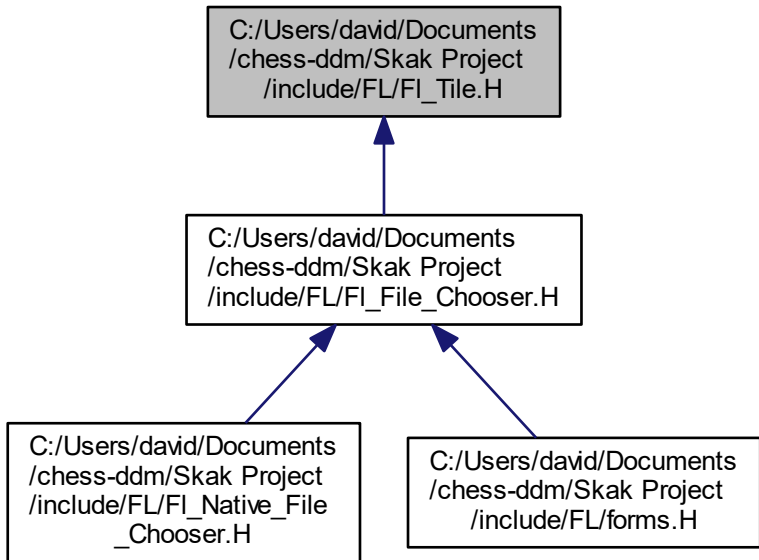 C:/Users/david/Documents
/chess-ddm/Skak Project
/include/FL/Fl_Tile.H
C:/Users/david/Documents
/chess-ddm/Skak Project
/include/FL/Fl_File_Chooser.H
C:/Users/david/Documents
/chess-ddm/Skak Project
/include/FL/Fl_Native_File
_Chooser.H
C:/Users/david/Documents
/chess-ddm/Skak Project
/include/FL/forms.H